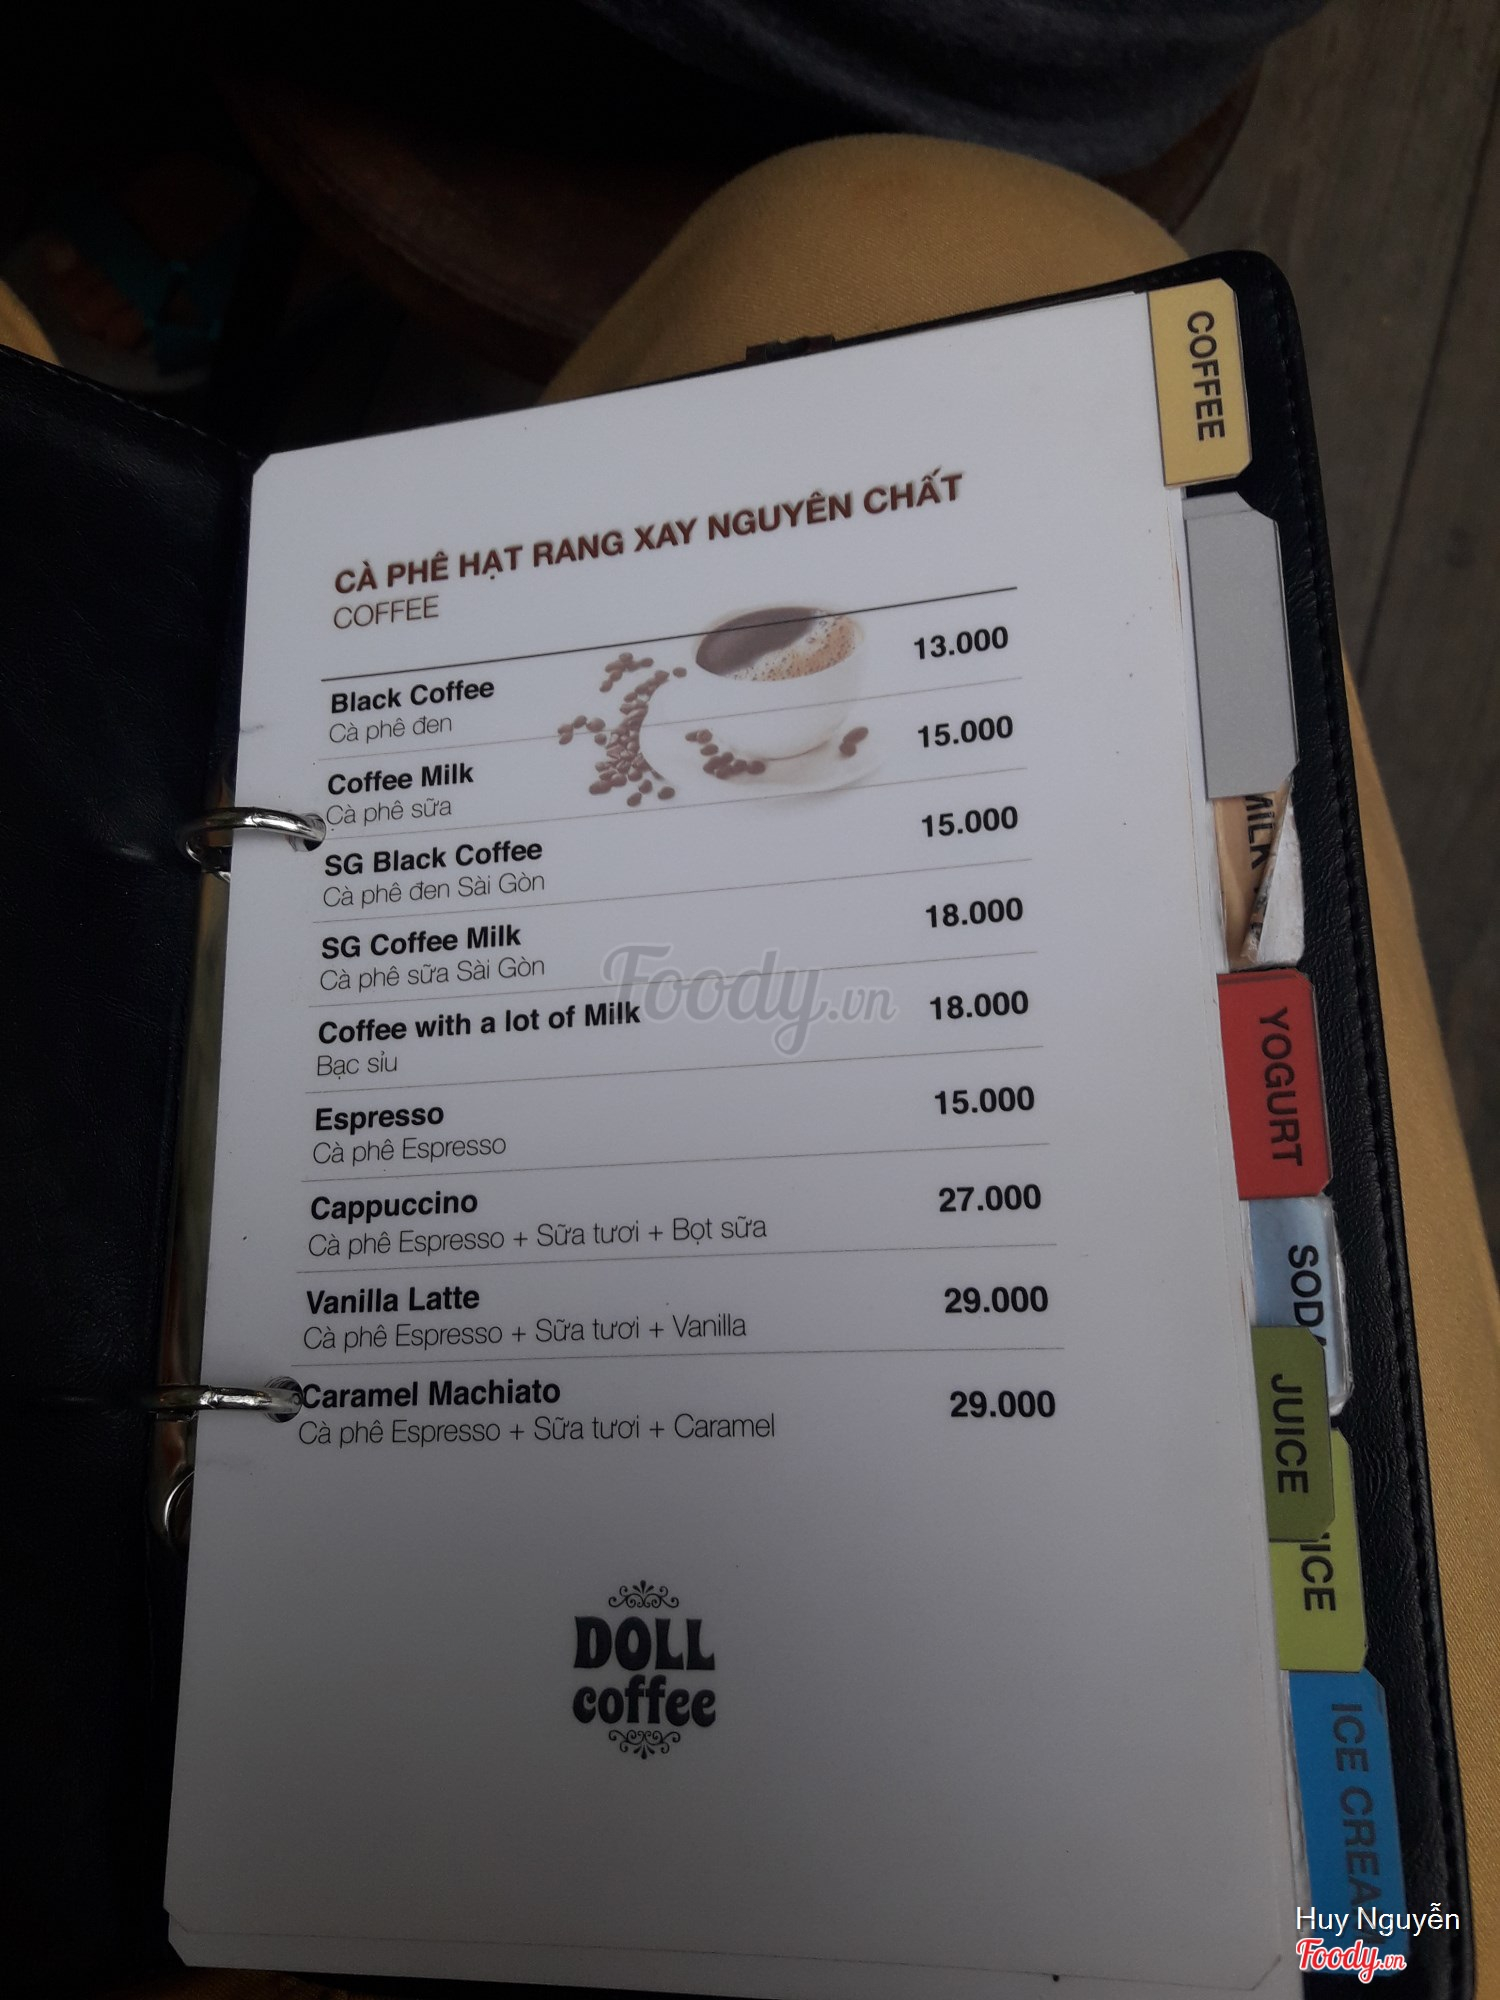 COFFEE
CÀ PHÊ HẠT RANG XAY NGUYÊN CHẤT
COFFEE
Black Coffee 13.000
Cà phê đen
Coffee Milk 15.000
Cà phê sữa
SG Black Coffee 15.000
Cà phê đen Sài Gòn
SG Coffee Milk 18.000
Cà phê sữa Sài Gòn
Coffee with a lot of Milk 18.000
Bạc sỉu
Espresso 15.000
Cà phê Espresso
Cappuccino 27.000
Cà phê Espresso + Sữa tươi + Bọt sữa
Vanilla Latte 29.000
Cà phê Espresso + Sữa tươi + Vanilla
Caramel Machiato 29.000
Cà phê Espresso + Sữa tươi + Caramel
DOLL
coffee
MILK
YOGURT
SODA
JUICE
ICE
ICE CREAM
Foody.vn
Huy Nguyễn
Foody.vn